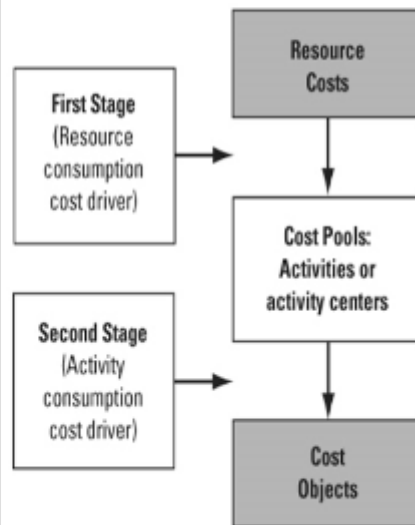 Resource
Costs
First Stage
(Resource
consumption
cost driver)
Cost Pools:
Activities or
activity centers
Second Stage
(Activity
consumption
cost driver)
Cost
Objects